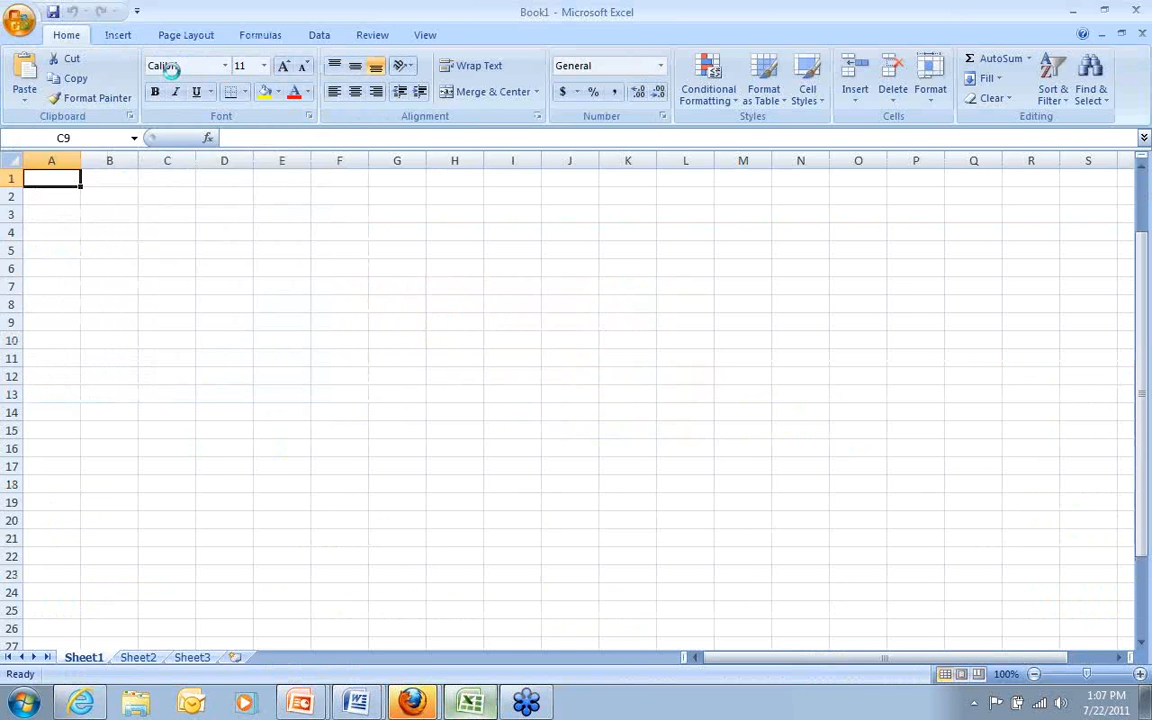 Book1 - Microsoft Excel
Home Insert Page Layout Formulas Data Review View
Cut
Copy
Format Painter
Paste
Clipboard
Calibri 11
B I U
A A
Font
Wrap Text
Merge & Center
Alignment
General
$ % ,
Number
Conditional Formatting
Format as Table
Cell Styles
Styles
Insert Delete Format
Cells
Σ AutoSum
Fill
Clear
Sort & Filter
Find & Select
Editing
C9 fx
A B C D E F G H I J K L M N O P Q R S
1
2
3
4
5
6
7
8
9
10
11
12
13
14
15
16
17
18
19
20
21
22
23
24
25
26
27
Sheet1 Sheet2 Sheet3
Ready 100%
1:07 PM
7/22/2011